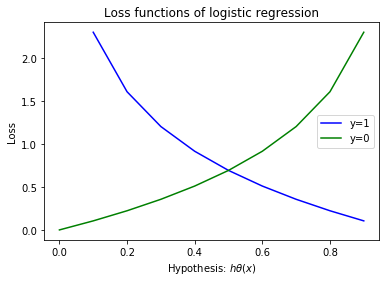 Loss functions of logistic regression
Loss
2.0
1.5
1.0
0.5
0.0
y=1
y=0
0.0 0.2 0.4 0.6 0.8
Hypothesis: hθ(x)